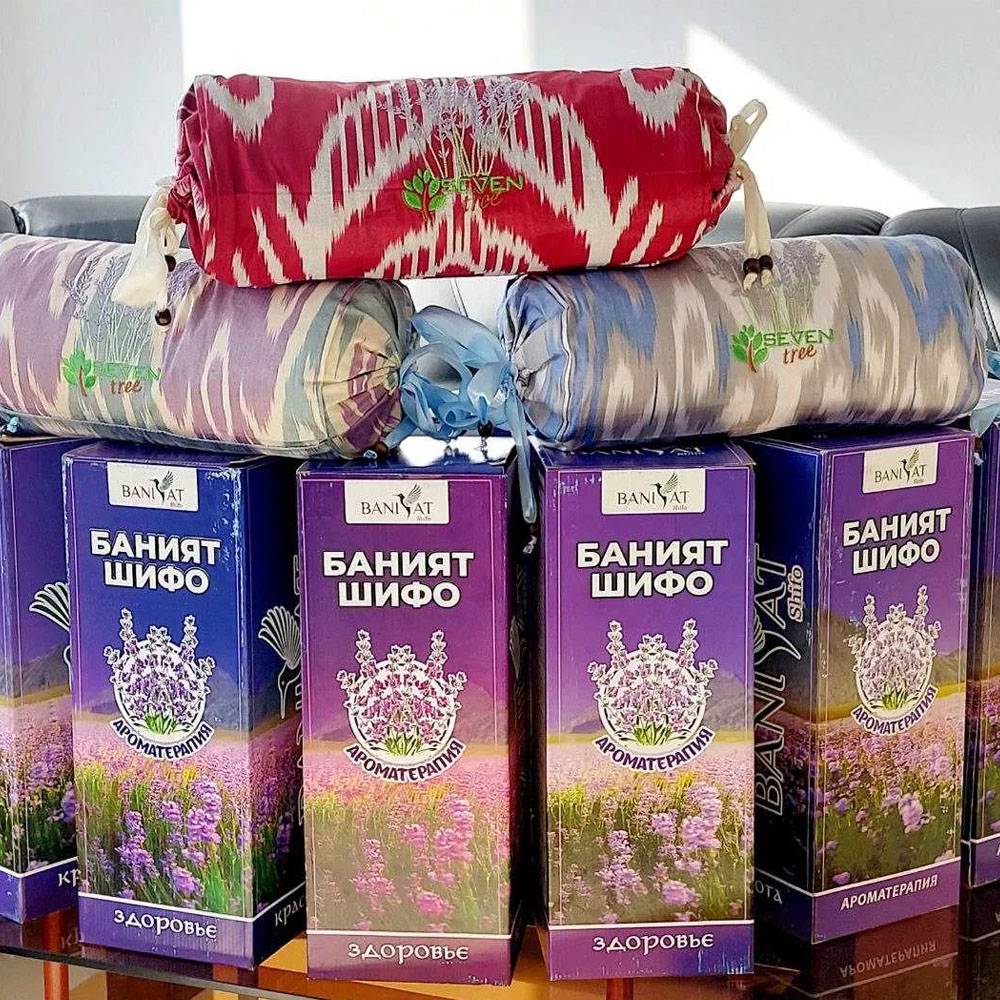 SEVEN
tree
SEVEN
tree
SEVEN
tree
BANIYAT
Shifo
БАНИЯТ
ШИФО
АРОМАТЕРАПИЯ
ЗДОРОВЬЕ
BANIYAT
Shifo
БАНИЯТ
ШИФО
АРОМАТЕРАПИЯ
ЗДОРОВЬЕ
BANIYAT
Shifo
БАНИЯТ
ШИФО
АРОМАТЕРАПИЯ
ЗДОРОВЬЕ
BANIYAT
Shifo
BANIYAT
Shifo
БАНИЯТ
ШИФО
АРОМАТЕРАПИЯ
АРОМАТЕРАПИЯ